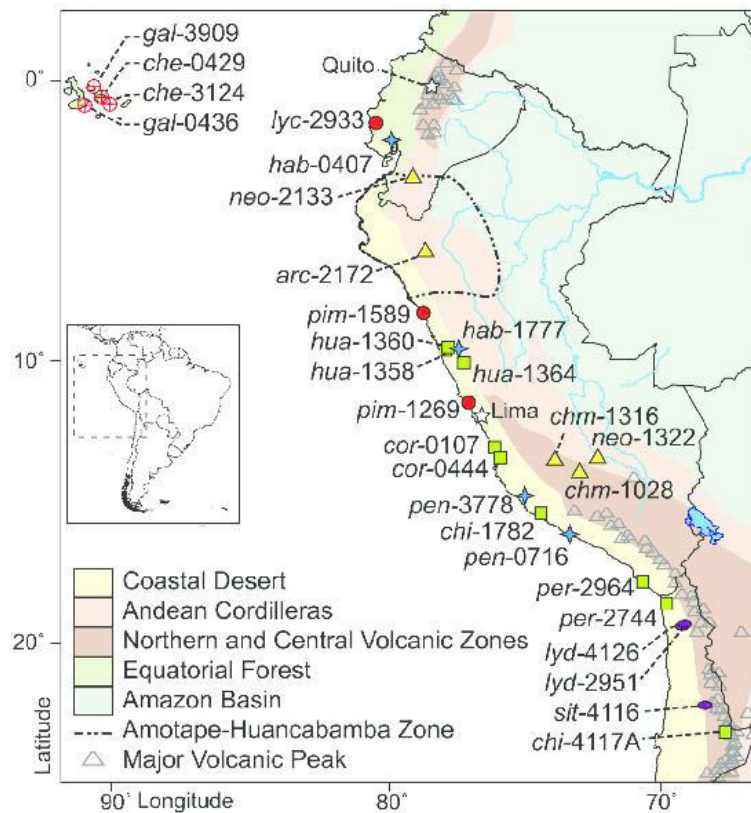 gal-3909
che-0429
0°
che-3124
gal-0436
Quito
lyc-2933
hab-0407
neo-2133
arc-2172
pim-1589
hab-1777
hua-1360
10°
hua-1358
hua-1364
pim-1269
Lima
chm-1316
neo-1322
cor-0107
cor-0444
chm-1028
pen-3778
chi-1782
pen-0716
Coastal Desert
per-2964
Andean Cordilleras
per-2744
Northern and Central Volcanic Zones
20°
lyd-4126
Equatorial Forest
lyd-2951
Amazon Basin
sit-4116
Amotape-Huancabamba Zone
chi-4117A
Major Volcanic Peak
Latitude
90° Longitude 80° 70°